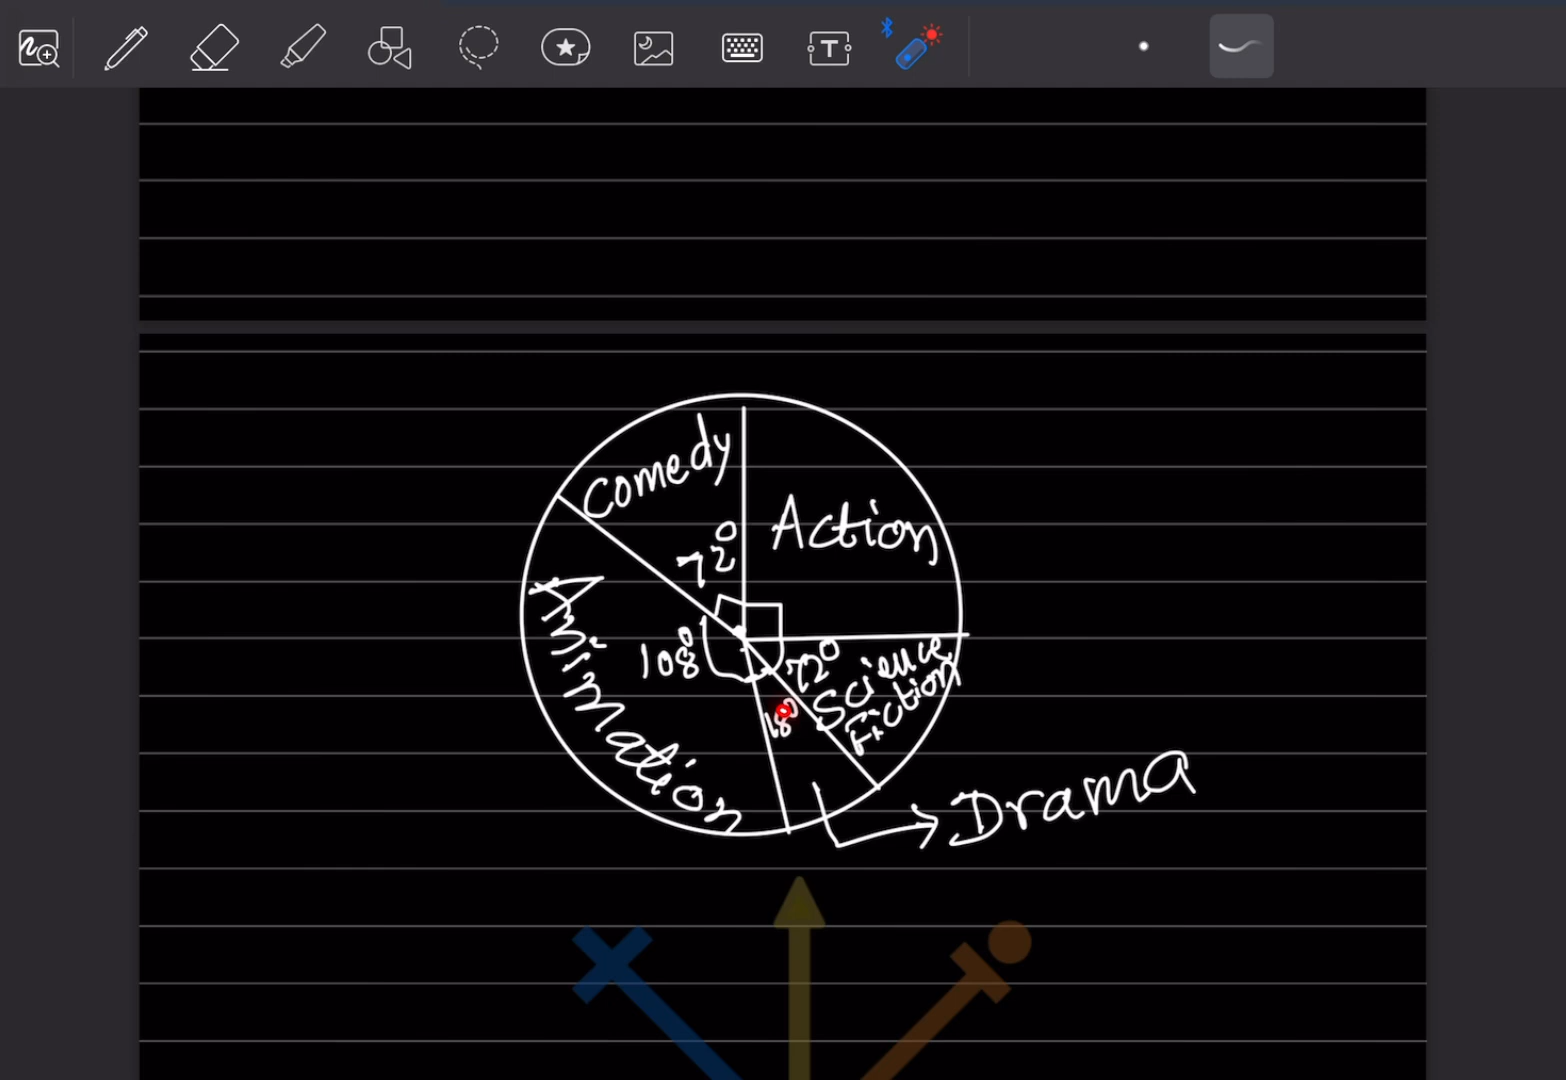 Comedy
Action
72°
Animation
108°
72°
Science
Fiction
18°
Drama